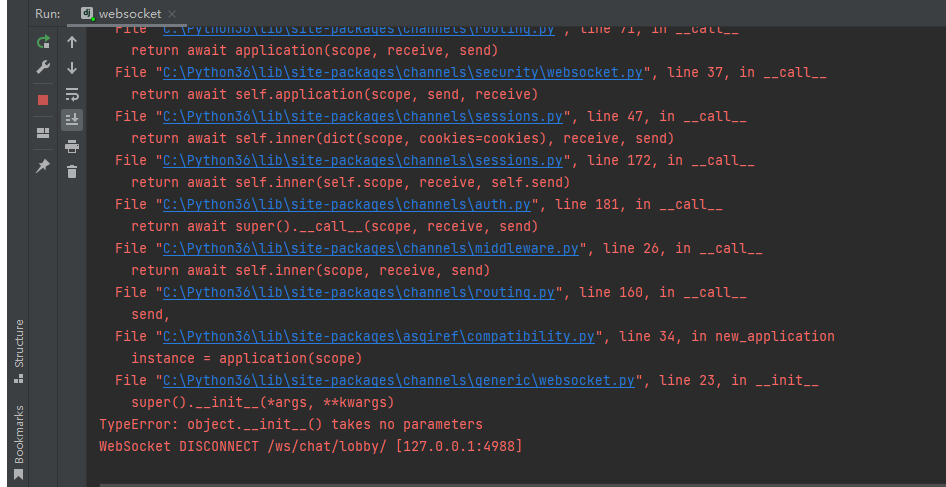 Run: websocket
File "C:\Python36\lib\site-packages\channels\routing.py", line 71, in __call__
return await application(scope, receive, send)
File "C:\Python36\lib\site-packages\channels\security\websocket.py", line 37, in __call__
return await self.application(scope, send, receive)
File "C:\Python36\lib\site-packages\channels\sessions.py", line 47, in __call__
return await self.inner(dict(scope, cookies=cookies), receive, send)
File "C:\Python36\lib\site-packages\channels\sessions.py", line 172, in __call__
return await self.inner(self.scope, receive, self.send)
File "C:\Python36\lib\site-packages\channels\auth.py", line 181, in __call__
return await super().__call__(scope, receive, send)
File "C:\Python36\lib\site-packages\channels\middleware.py", line 26, in __call__
return await self.inner(scope, receive, send)
File "C:\Python36\lib\site-packages\channels\routing.py", line 160, in __call__
send,
File "C:\Python36\lib\site-packages\asgiref\compatibility.py", line 34, in new_application
instance = application(scope)
File "C:\Python36\lib\site-packages\channels\generic\websocket.py", line 23, in __init__
super().__init__(*args, **kwargs)
TypeError: object.__init__() takes no parameters
WebSocket DISCONNECT /ws/chat/lobby/ [127.0.0.1:4988]
Structure
Bookmarks